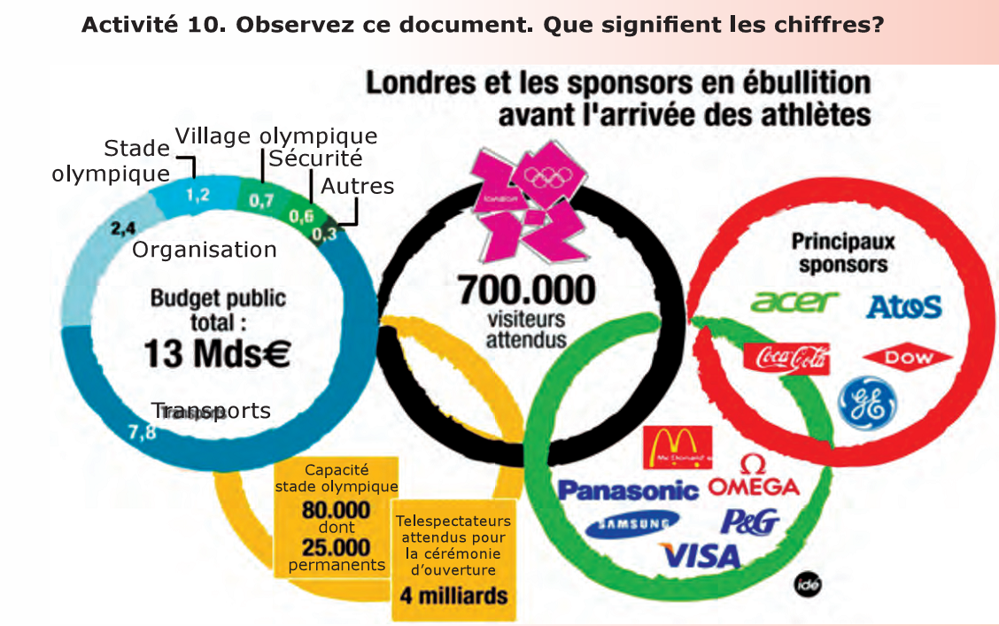 Activité 10. Observez ce document. Que signifient les chiffres?
Londres et les sponsors en ébullition
avant l'arrivée des athlètes
Stade
olympique
Village olympique
Sécurité
Autres
1,2
0,7
0,6
0,3
2,4
Organisation
Budget public
total :
13 Mds€
Transports
7,8
london
700.000
visiteurs
attendus
Principaux
sponsors
acer
Atos
Coca-Cola
DOW
GE
McDonald's
Panasonic
OMEGA
SAMSUNG
P&G
VISA
Capacité
stade olympique
80.000
dont
25.000
permanents
Telespectateurs
attendus pour
la cérémonie
d'ouverture
4 milliards
idé